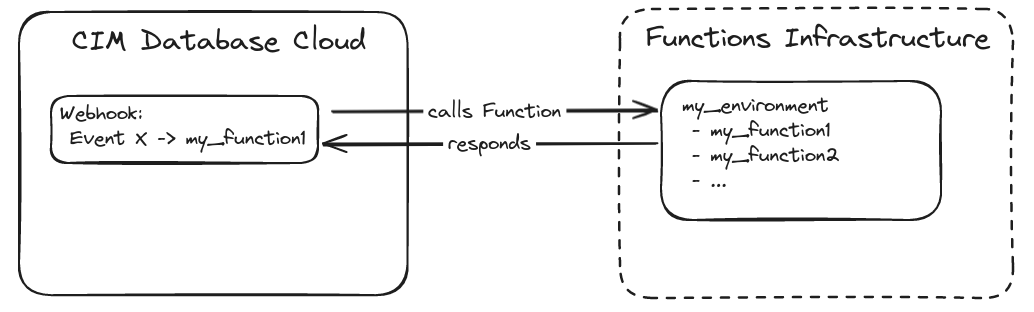 CIM Database Cloud
Webhook:
Event X -> my_function1
calls Function
responds
Functions Infrastructure
my_environment
- my_function1
- my_function2
- ...